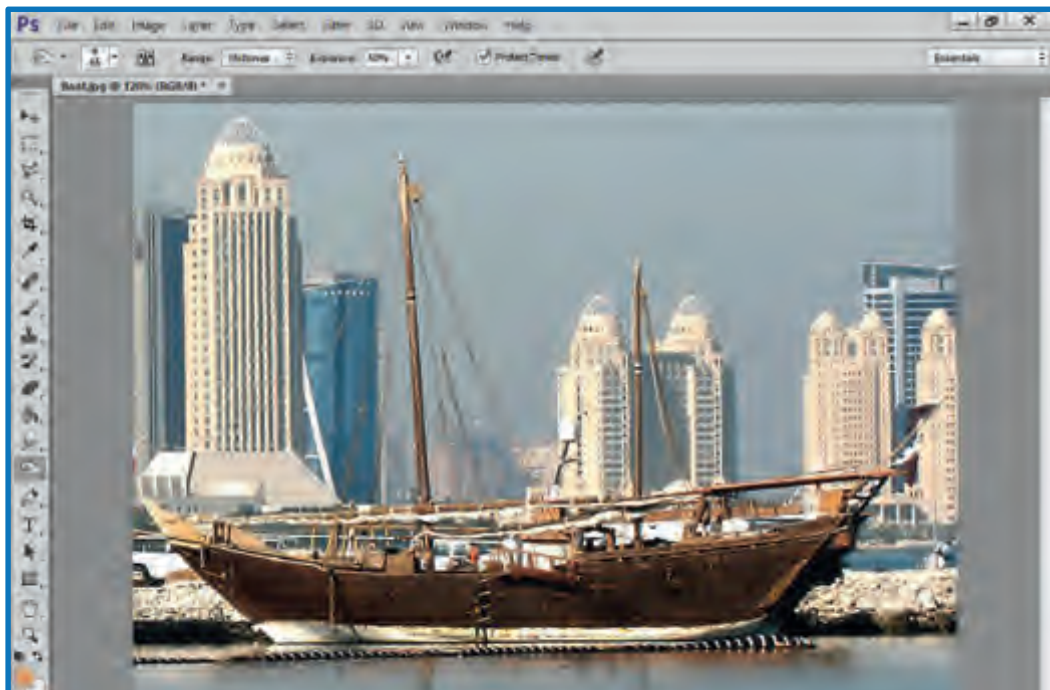 Ps File Edit Image Layer Type Select Filter 3D View Window Help
65 Range: Midtones Exposure: 50% Protect Tones Essentials
Boat.jpg @ 120% (RGB/8) * ×